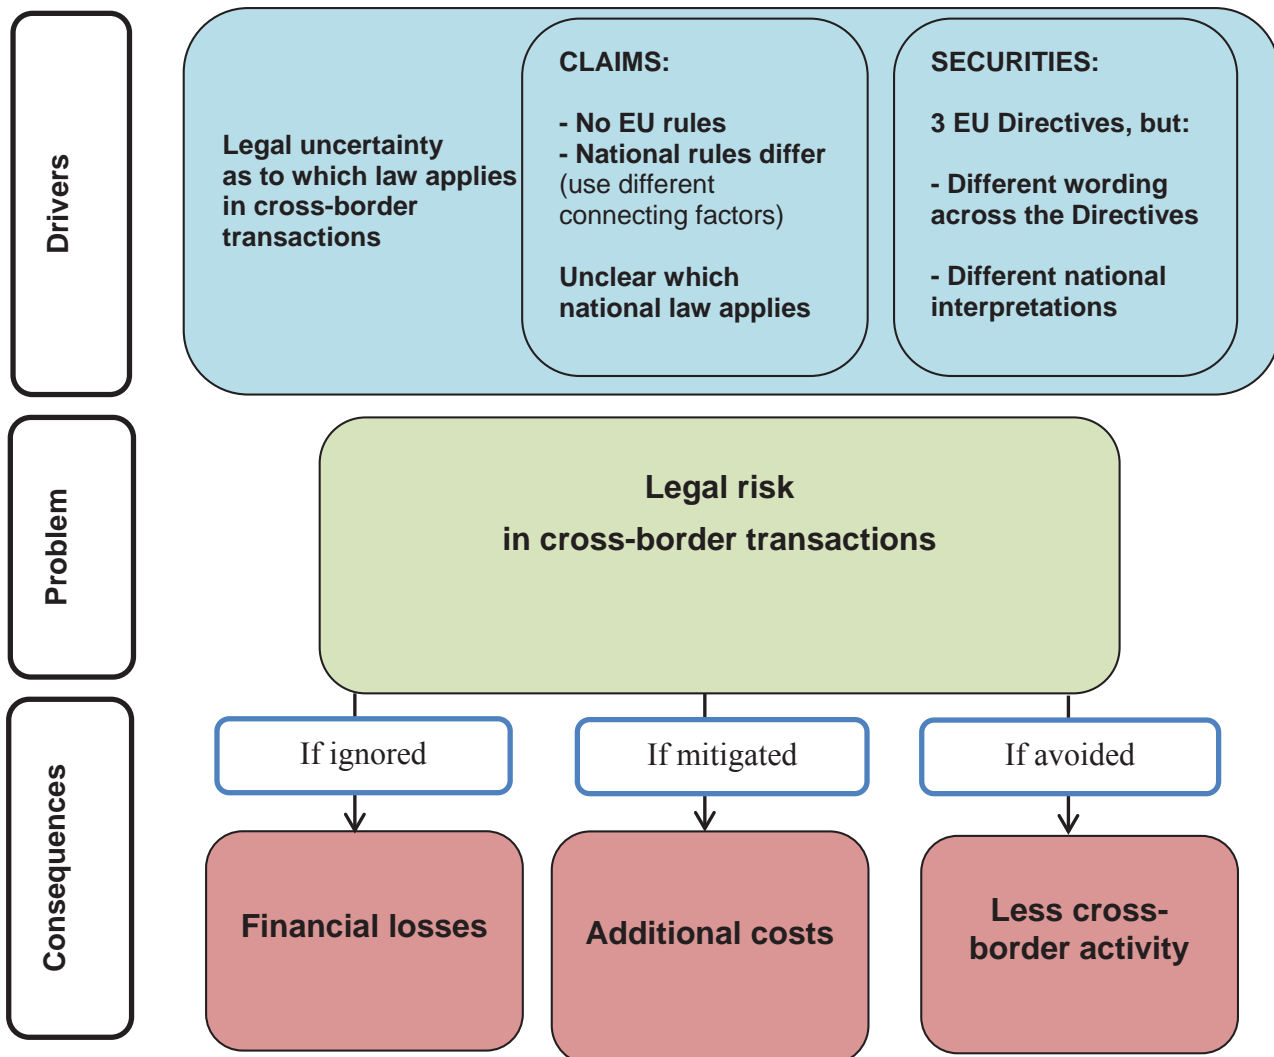 Drivers
Legal uncertainty
as to which law applies
in cross-border
transactions
CLAIMS:
- No EU rules
- National rules differ
(use different
connecting factors)
Unclear which
national law applies
SECURITIES:
3 EU Directives, but:
- Different wording
across the Directives
- Different national
interpretations
Problem
Legal risk
in cross-border transactions
Consequences
If ignored
If mitigated
If avoided
Financial losses
Additional costs
Less cross-
border activity